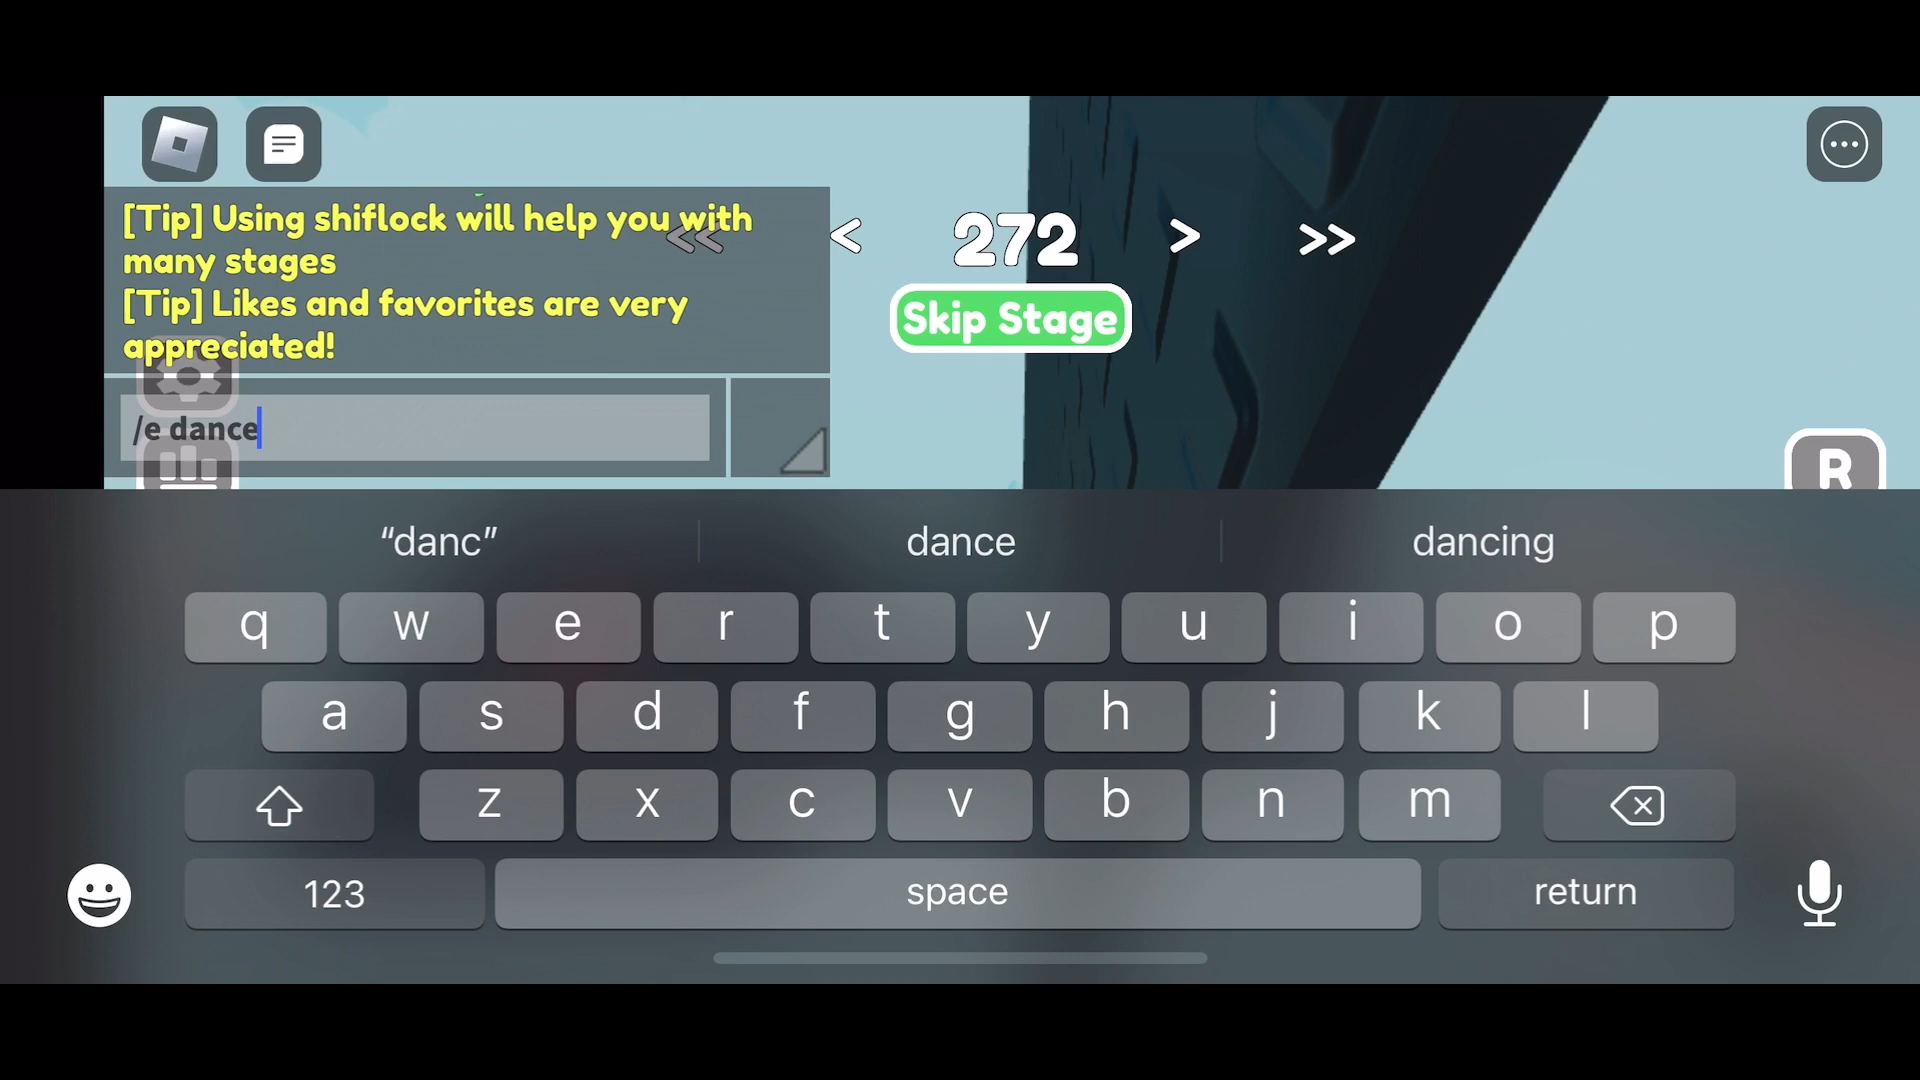 [Tip] Using shiflock will help you with
many stages
[Tip] Likes and favorites are very
appreciated!
<< < 272 > >>
Skip Stage
/e dance
R
“danc” dance dancing
q w e r t y u i o p
a s d f g h j k l
z x c v b n m
123 space return